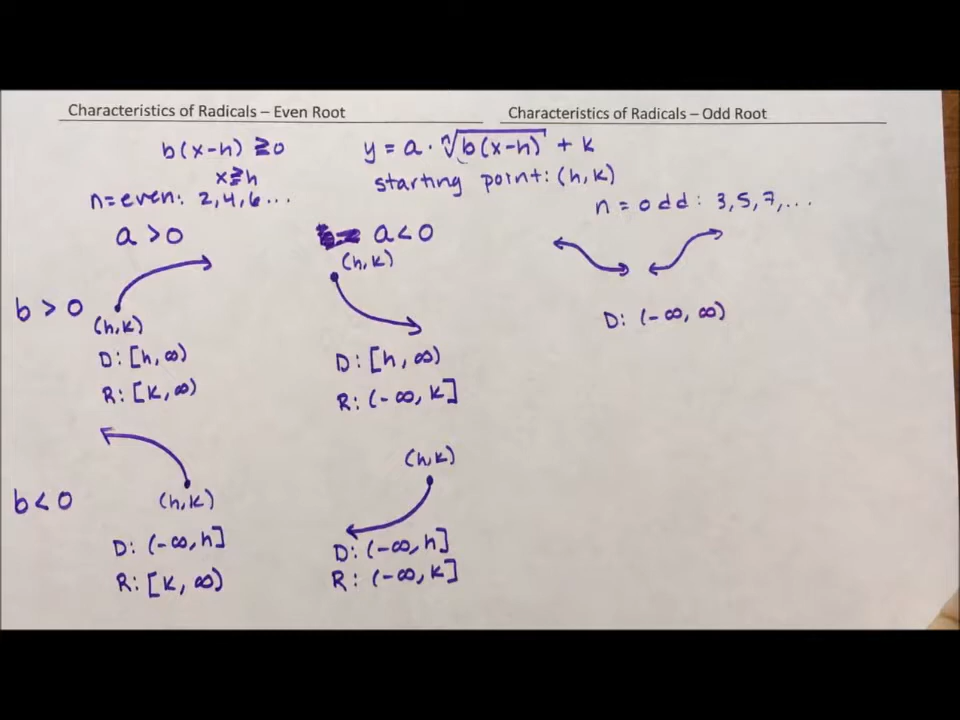 Characteristics of Radicals – Even Root
b(x-h) ≥ 0
x ≥ h
n = even: 2, 4, 6 ...
y = a · ⁿ√b(x-h) + k
starting point: (h, k)
a > 0
a < 0
b > 0
(h, k)
D: [h, ∞)
R: [k, ∞)
(h, k)
D: [h, ∞)
R: (-∞, k]
b < 0
(h, k)
D: (-∞, h]
R: [k, ∞)
(h, k)
D: (-∞, h]
R: (-∞, k]
Characteristics of Radicals – Odd Root
n = odd: 3, 5, 7, ...
D: (-∞, ∞)